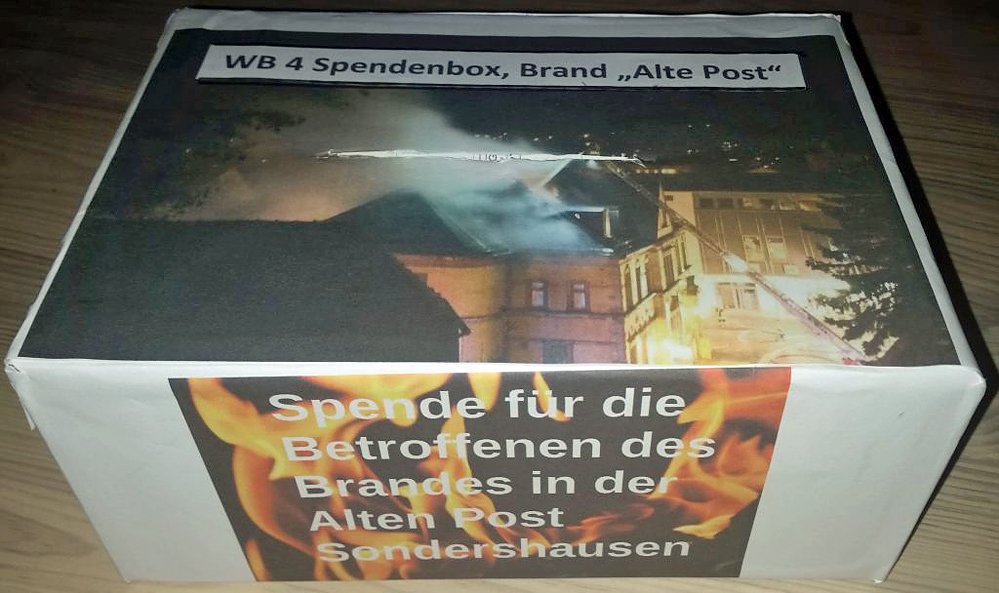 WB 4 Spendenbox, Brand „Alte Post“
Spende für die
Betroffenen des
Brandes in der
Alten Post
Sondershausen